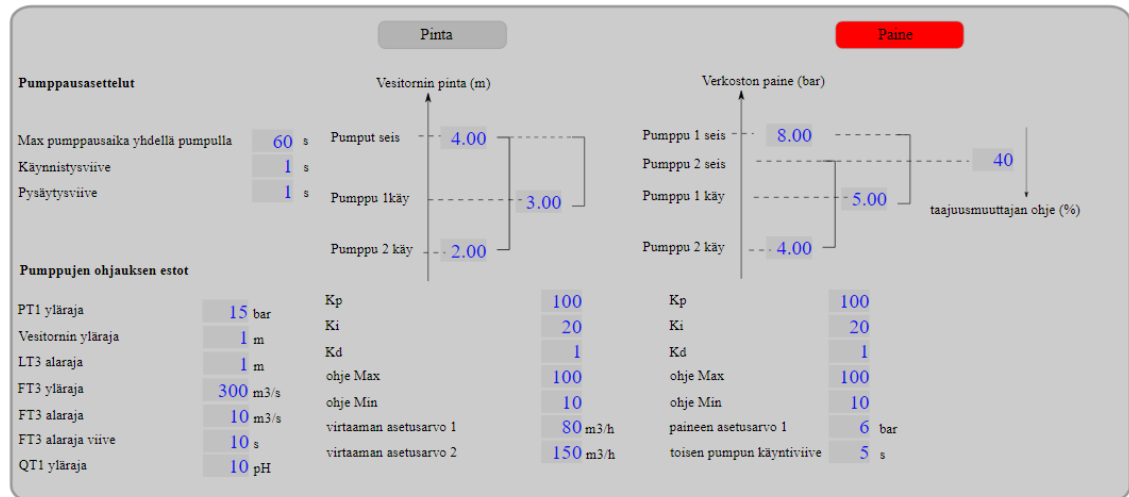 Pinta
Paine
Pumppausasettelut
Max pumppausaika yhdellä pumpulla 60 s
Käynnistysviive 1 s
Pysäytysviive 1 s
Vesitornin pinta (m)
Pumput seis 4.00
Pumppu 1käy 3.00
Pumppu 2 käy 2.00
Verkoston paine (bar)
Pumppu 1 seis 8.00
Pumppu 2 seis 40
Pumppu 1 käy 5.00
taajuusmuuttajan ohje (%)
Pumppu 2 käy 4.00
Pumppujen ohjauksen estot
PT1 yläraja 15 bar
Vesitornin yläraja 1 m
LT3 alaraja 1 m
FT3 yläraja 300 m3/s
FT3 alaraja 10 m3/s
FT3 alaraja viive 10 s
QT1 yläraja 10 pH
Kp 100
Ki 20
Kd 1
ohje Max 100
ohje Min 10
virtaaman asetusarvo 1 80 m3/h
virtaaman asetusarvo 2 150 m3/h
Kp 100
Ki 20
Kd 1
ohje Max 100
ohje Min 10
paineen asetusarvo 1 6 bar
toisen pumpun käyntiviive 5 s